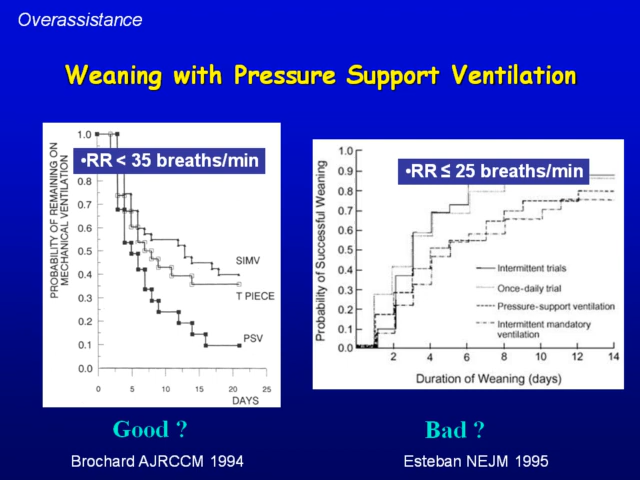 Overassistance
Weaning with Pressure Support Ventilation
•RR < 35 breaths/min
PROBABILITY OF REMAINING ON
MECHANICAL VENTILATION
1.0
0.8
0.7
0.6
0.5
0.4
0.3
0.2
0.1
0.0
SIMV
T PIECE
PSV
0 5 10 15 20 25
DAYS
•RR ≤ 25 breaths/min
Probability of Successful Weaning
1.0
0.9
0.8
0.7
0.6
0.5
0.4
0.3
0.2
0.1
0.0
Intermittent trials
Once-daily trial
Pressure-support ventilation
Intermittent mandatory
ventilation
2 4 6 8 10 12 14
Duration of Weaning (days)
Good ?
Bad ?
Brochard AJRCCM 1994
Esteban NEJM 1995